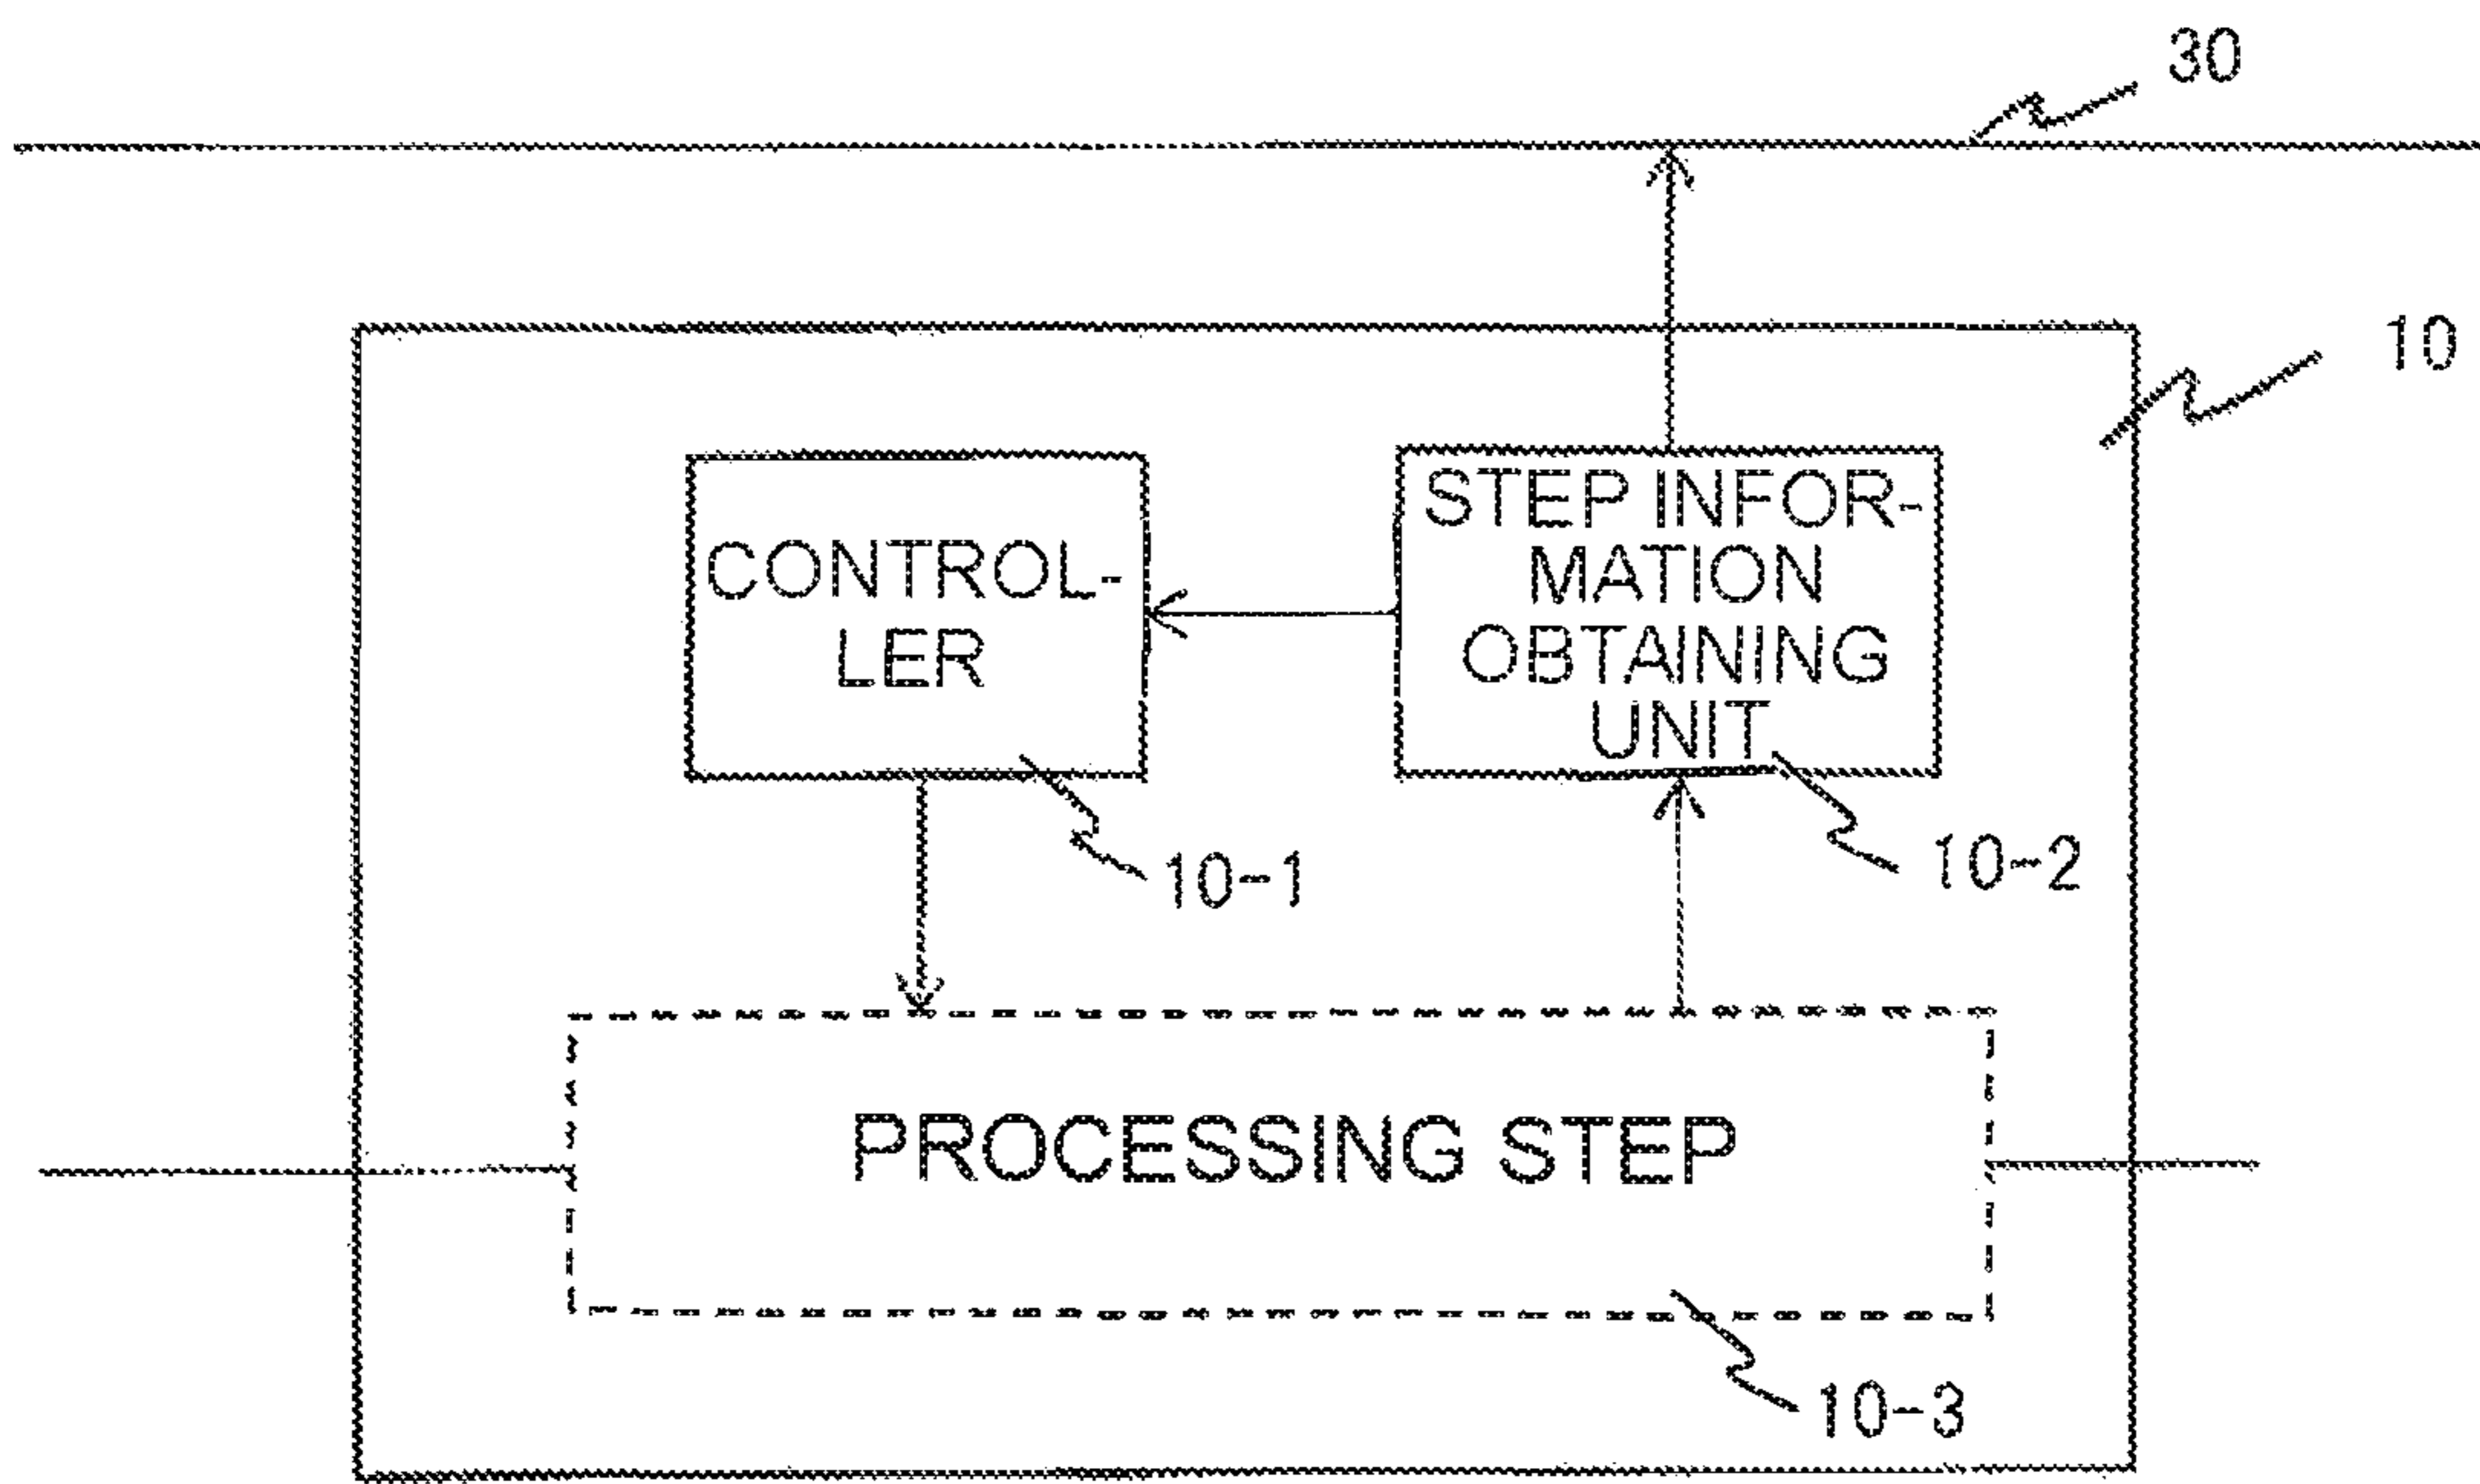 30
10
CONTROL-
LER
STEP INFOR-
MATION
OBTAINING
UNIT
10-1
10-2
PROCESSING STEP
10-3